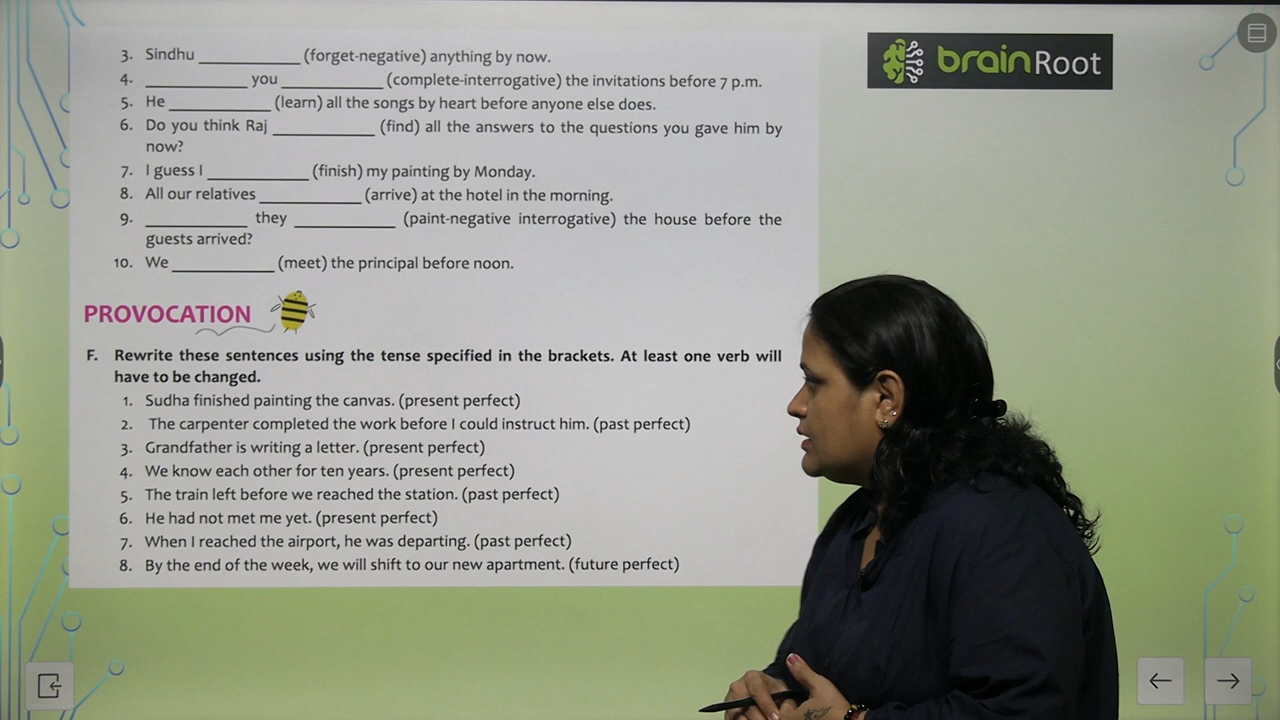 brainRoot
3. Sindhu ____________ (forget-negative) anything by now.
4. ____________ you ____________ (complete-interrogative) the invitations before 7 p.m.
5. He ____________ (learn) all the songs by heart before anyone else does.
6. Do you think Raj ____________ (find) all the answers to the questions you gave him by
now?
7. I guess I ____________ (finish) my painting by Monday.
8. All our relatives ____________ (arrive) at the hotel in the morning.
9. ____________ they ____________ (paint-negative interrogative) the house before the
guests arrived?
10. We ____________ (meet) the principal before noon.
PROVOCATION
F. Rewrite these sentences using the tense specified in the brackets. At least one verb will
have to be changed.
1. Sudha finished painting the canvas. (present perfect)
2. The carpenter completed the work before I could instruct him. (past perfect)
3. Grandfather is writing a letter. (present perfect)
4. We know each other for ten years. (present perfect)
5. The train left before we reached the station. (past perfect)
6. He had not met me yet. (present perfect)
7. When I reached the airport, he was departing. (past perfect)
8. By the end of the week, we will shift to our new apartment. (future perfect)